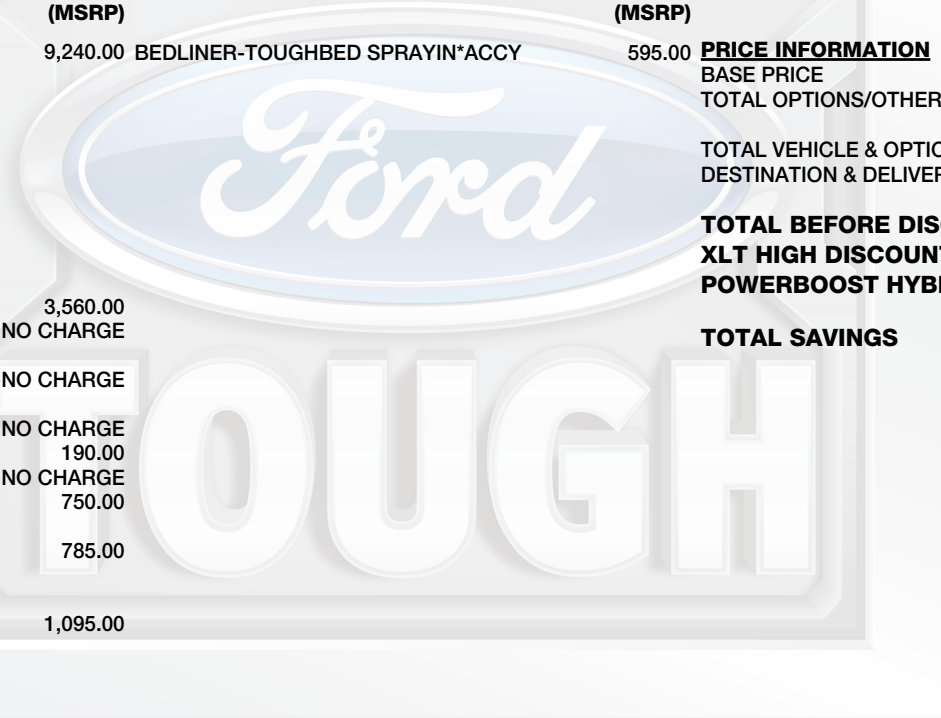 (MSRP) (MSRP)
9,240.00 BEDLINER-TOUGHBED SPRAYIN*ACCY 595.00 PRICE INFORMATION
BASE PRICE
TOTAL OPTIONS/OTHER
TOTAL VEHICLE & OPTIO
DESTINATION & DELIVER
TOTAL BEFORE DIS
XLT HIGH DISCOUNT
POWERBOOST HYB
3,560.00
NO CHARGE
TOTAL SAVINGS
NO CHARGE
NO CHARGE
190.00
NO CHARGE
750.00
785.00
1,095.00
Ford
TOUGH